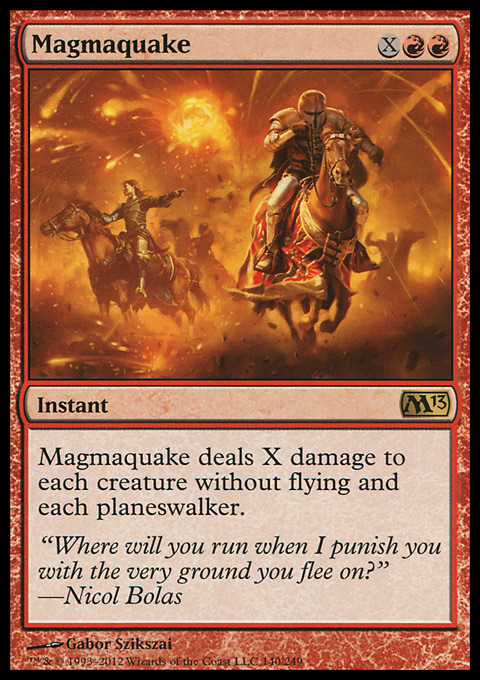 Magmaquake X
Instant M13
Magmaquake deals X damage to
each creature without flying and
each planeswalker.
“Where will you run when I punish you
with the very ground you flee on?”
—Nicol Bolas
Gabor Szikszai
™ & © 1993–2012 Wizards of the Coast LLC 140/249